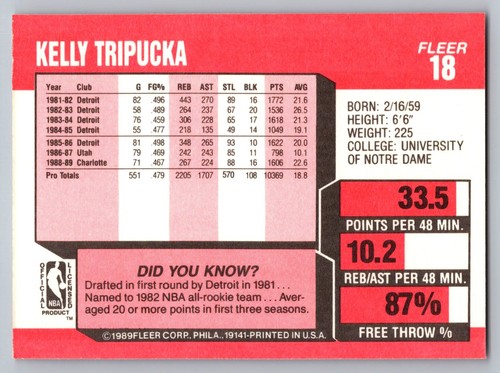 KELLY TRIPUCKA
FLEER
18
Year Club G FG% REB AST STL BLK PTS AVG
1981-82 Detroit 82 .496 443 270 89 16 1772 21.6
1982-83 Detroit 58 .489 264 237 67 20 1536 26.5
1983-84 Detroit 76 .459 306 228 65 17 1618 21.3
1984-85 Detroit 55 .477 218 135 49 14 1049 19.1
1985-86 Detroit 81 .498 348 265 93 10 1622 20.0
1986-87 Utah 79 .469 242 243 85 11 798 10.1
1988-89 Charlotte 71 .467 267 224 88 16 1606 22.6
Pro Totals 551 .479 2205 1707 570 108 10369 18.8
BORN: 2/16/59
HEIGHT: 6'6"
WEIGHT: 225
COLLEGE: UNIVERSITY
OF NOTRE DAME
33.5
POINTS PER 48 MIN.
10.2
REB/AST PER 48 MIN.
87%
FREE THROW %
DID YOU KNOW?
Drafted in first round by Detroit in 1981 . . .
Named to 1982 NBA all-rookie team . . . Aver-
aged 20 or more points in first three seasons.
OFFICIAL LICENSED
NBA
PRODUCT TM
©1989FLEER CORP., PHILA., 19141-PRINTED IN U.S.A.